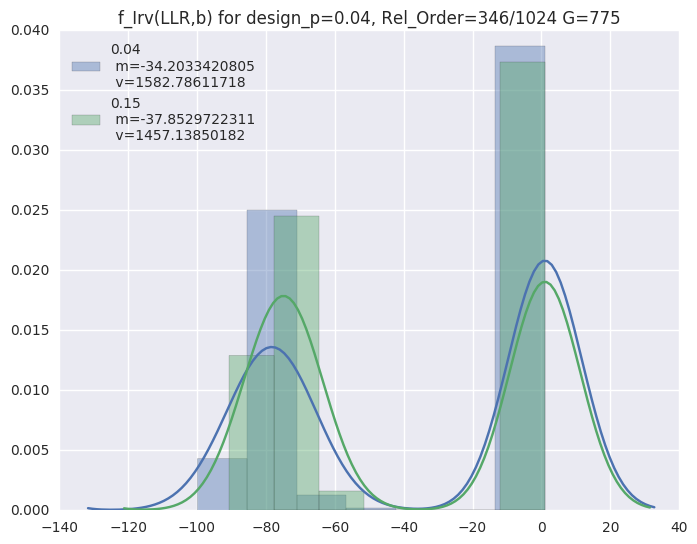 f_Irv(LLR,b) for design_p=0.04, Rel_Order=346/1024 G=775
0.04
m=-34.2033420805
v=1582.78611718
0.15
m=-37.8529722311
v=1457.13850182
0.040
0.035
0.030
0.025
0.020
0.015
0.010
0.005
0.000
−140 −120 −100 −80 −60 −40 −20 0 20 40